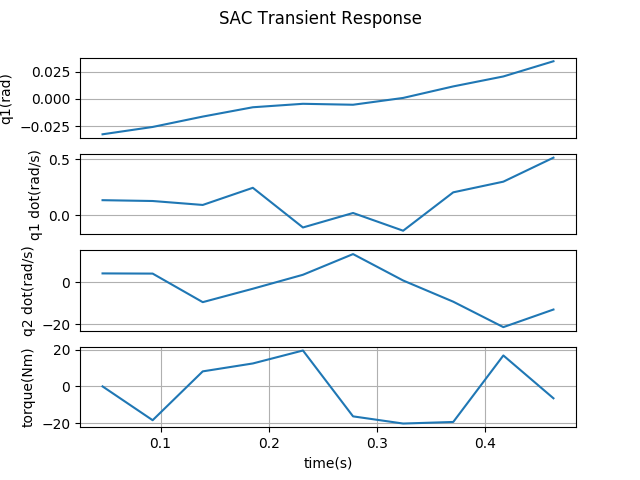 SAC Transient Response
q1(rad)
0.025
0.000
−0.025
q1 dot(rad/s)
0.5
0.0
q2 dot(rad/s)
0
−20
torque(Nm)
20
0
−20
0.1 0.2 0.3 0.4
time(s)